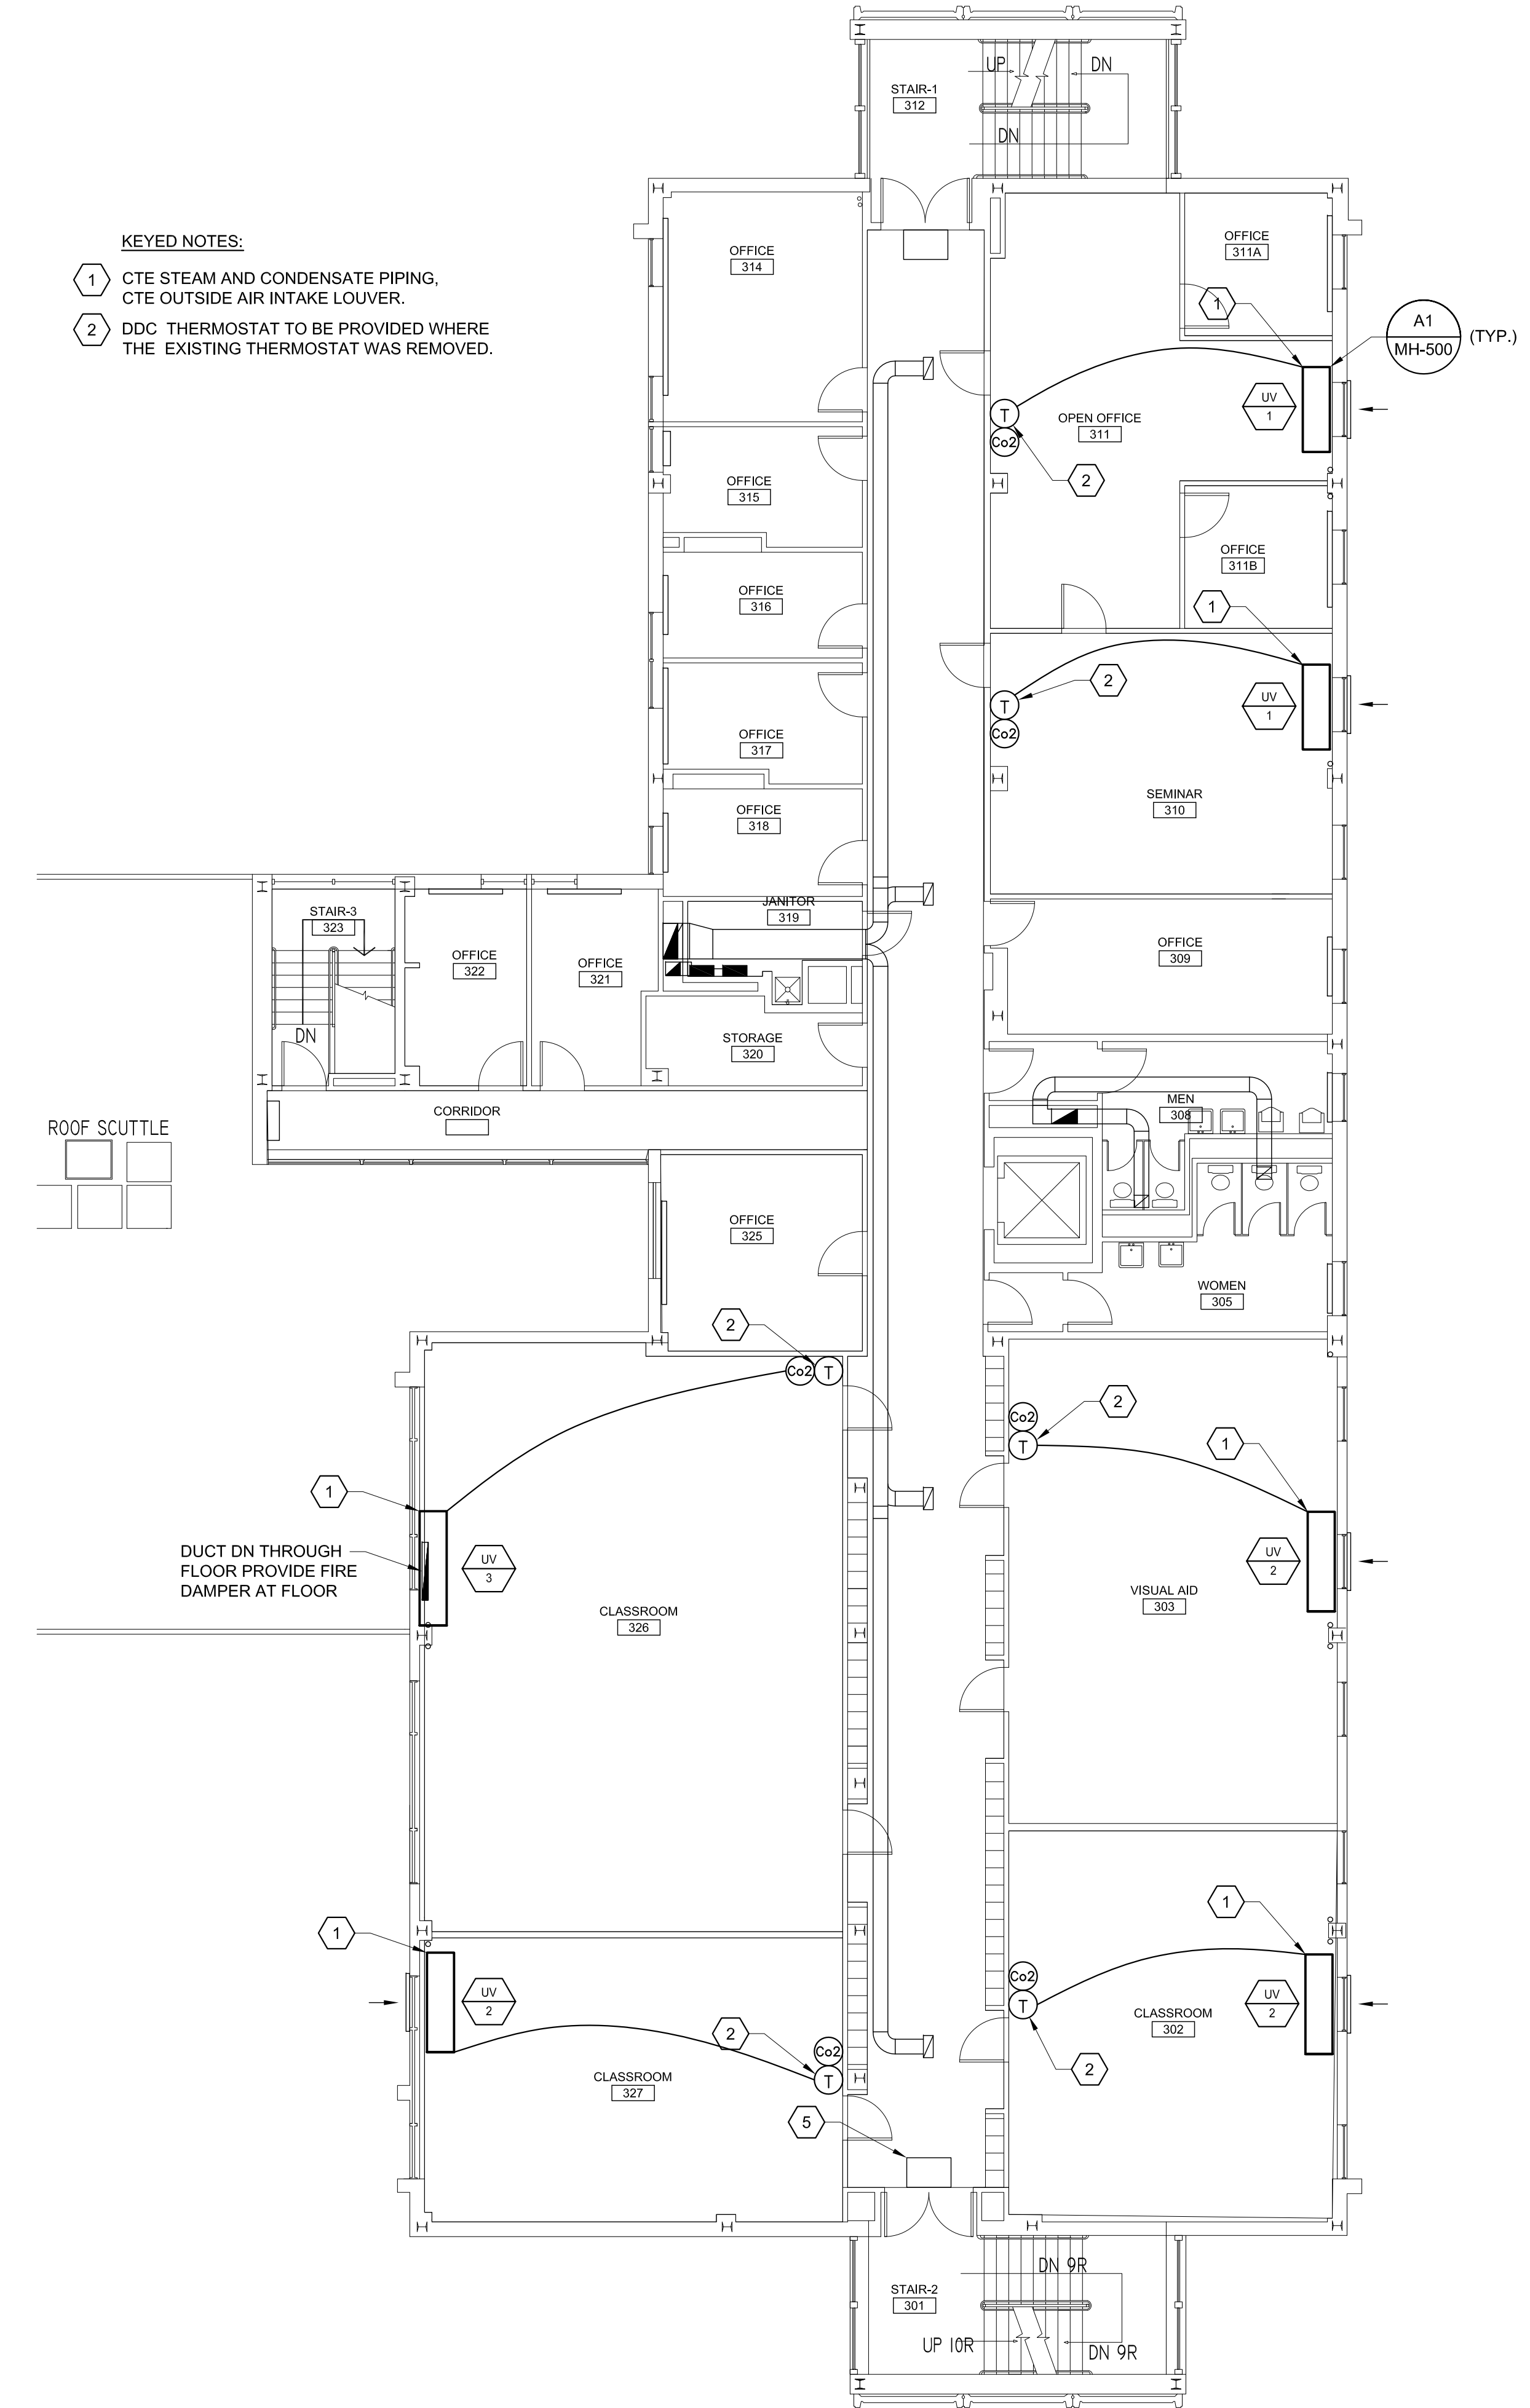 UP
DN
STAIR-1
312
DN
KEYED NOTES:
1 CTE STEAM AND CONDENSATE PIPING,
CTE OUTSIDE AIR INTAKE LOUVER.
2 DDC THERMOSTAT TO BE PROVIDED WHERE
THE EXISTING THERMOSTAT WAS REMOVED.
OFFICE
314
OFFICE
311A
1
A1
MH-500
(TYP.)
UV
1
T
Co2
OPEN OFFICE
311
2
OFFICE
315
OFFICE
311B
OFFICE
316
1
2
UV
1
T
Co2
OFFICE
317
SEMINAR
310
OFFICE
318
JANITOR
319
STAIR-3
323
OFFICE
322
OFFICE
321
OFFICE
309
DN
STORAGE
320
CORRIDOR
MEN
308
ROOF SCUTTLE
OFFICE
325
WOMEN
305
2
Co2
T
2
Co2
T
1
1
DUCT DN THROUGH
FLOOR PROVIDE FIRE
DAMPER AT FLOOR
UV
3
UV
2
CLASSROOM
326
VISUAL AID
303
1
1
UV
2
Co2
T
UV
2
CLASSROOM
302
2
Co2
T
2
CLASSROOM
327
5
DN 9R
STAIR-2
301
UP 10R
DN 9R